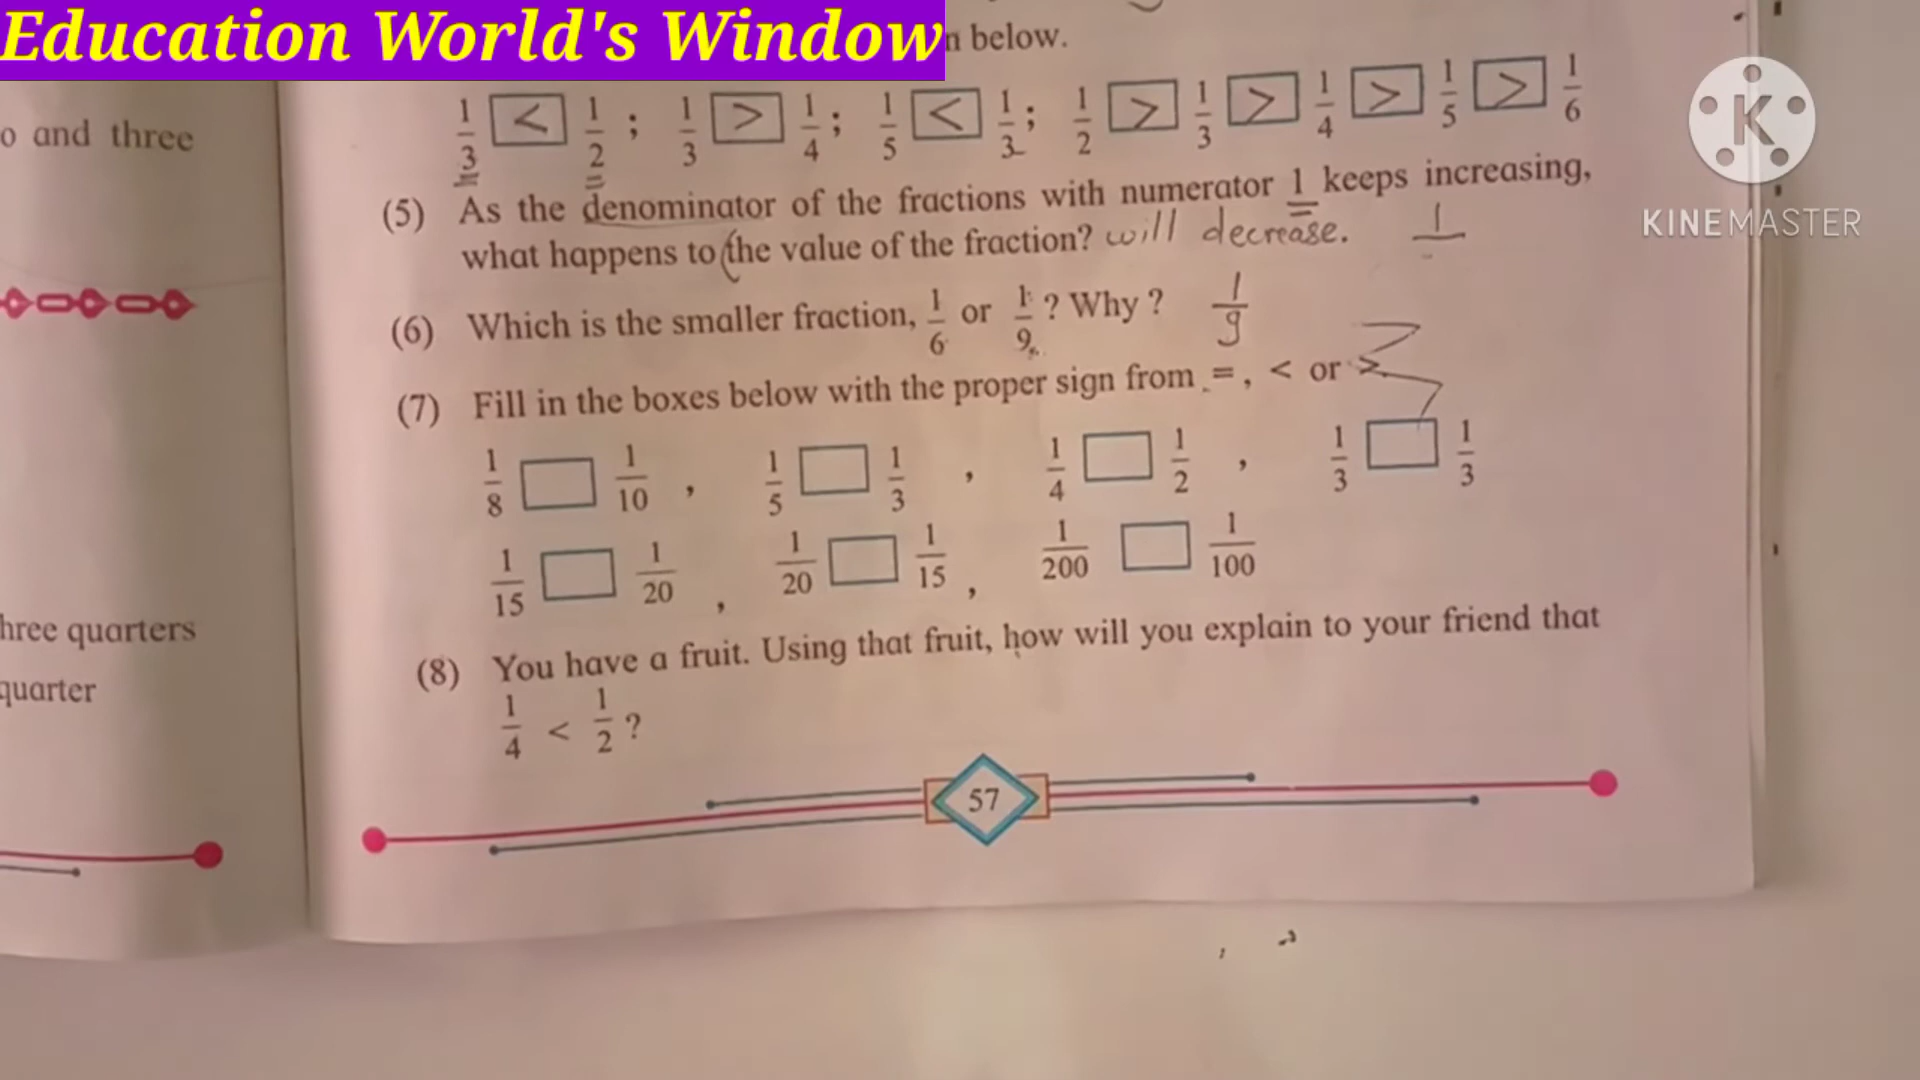 Education World's Window
n below.
o and three
1/3 < 1/2 ; 1/3 > 1/4 ; 1/5 < 1/3 ; 1/2 > 1/3 > 1/4 > 1/5 > 1/6
K
KINEMASTER
(5) As the denominator of the fractions with numerator 1 keeps increasing,
what happens to the value of the fraction? will decrease. 1
(6) Which is the smaller fraction, 1/6 or 1/9 ? Why ? 1/9
(7) Fill in the boxes below with the proper sign from =, < or >.
1/8 □ 1/10 , 1/5 □ 1/3 , 1/4 □ 1/2 , 1/3 □ 1/3
1/15 □ 1/20 , 1/20 □ 1/15 , 1/200 □ 1/100
hree quarters
quarter
(8) You have a fruit. Using that fruit, how will you explain to your friend that
1/4 < 1/2 ?
57